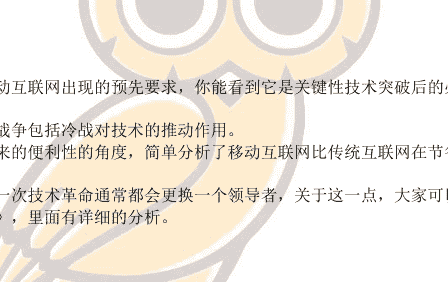 动互联网出现的预先要求，你能看到它是关键性技术突破后的
战争包括冷战对技术的推动作用。
来的便利性的角度，简单分析了移动互联网比传统互联网在节
一次技术革命通常都会更换一个领导者，关于这一点，大家可
》，里面有详细的分析。